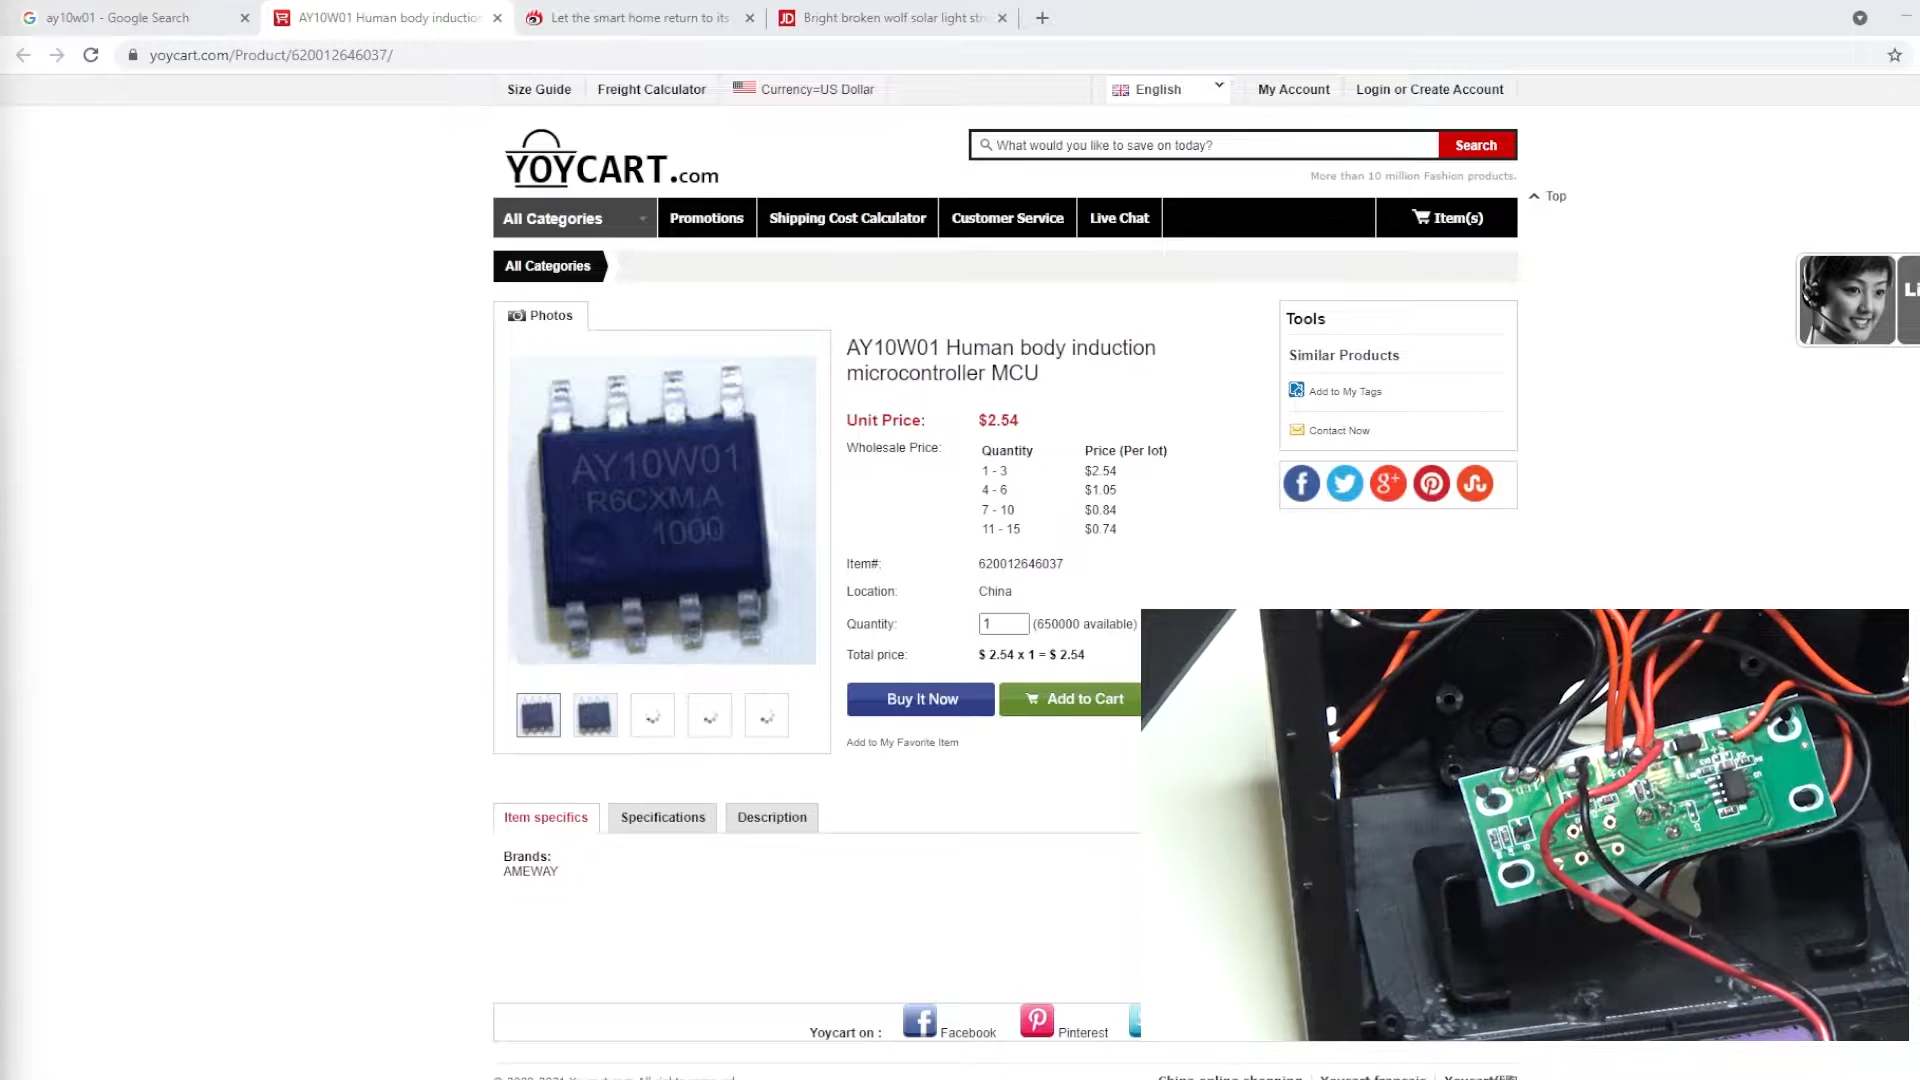 ay10w01 - Google Search
AY10W01 Human body inductio
Let the smart home return to its
Bright broken wolf solar light str
yoycart.com/Product/620012646037/
Size Guide
Freight Calculator
Currency=US Dollar
English
My Account
Login or Create Account
YOYCART.com
What would you like to save on today?
Search
More than 10 million Fashion products.
Top
All Categories
Promotions
Shipping Cost Calculator
Customer Service
Live Chat
Item(s)
All Categories
Li
Photos
AY10W01
R6CXM.A
1000
AY10W01 Human body induction
microcontroller MCU
Unit Price: $2.54
Wholesale Price:
Quantity Price (Per lot)
1 - 3 $2.54
4 - 6 $1.05
7 - 10 $0.84
11 - 15 $0.74
Item#: 620012646037
Location: China
Quantity: 1 (650000 available)
Total price: $ 2.54 x 1 = $ 2.54
Buy It Now
Add to Cart
Add to My Favorite Item
Tools
Similar Products
Add to My Tags
Contact Now
Item specifics
Specifications
Description
Brands:
AMEWAY
Yoycart on :
Facebook
Pinterest